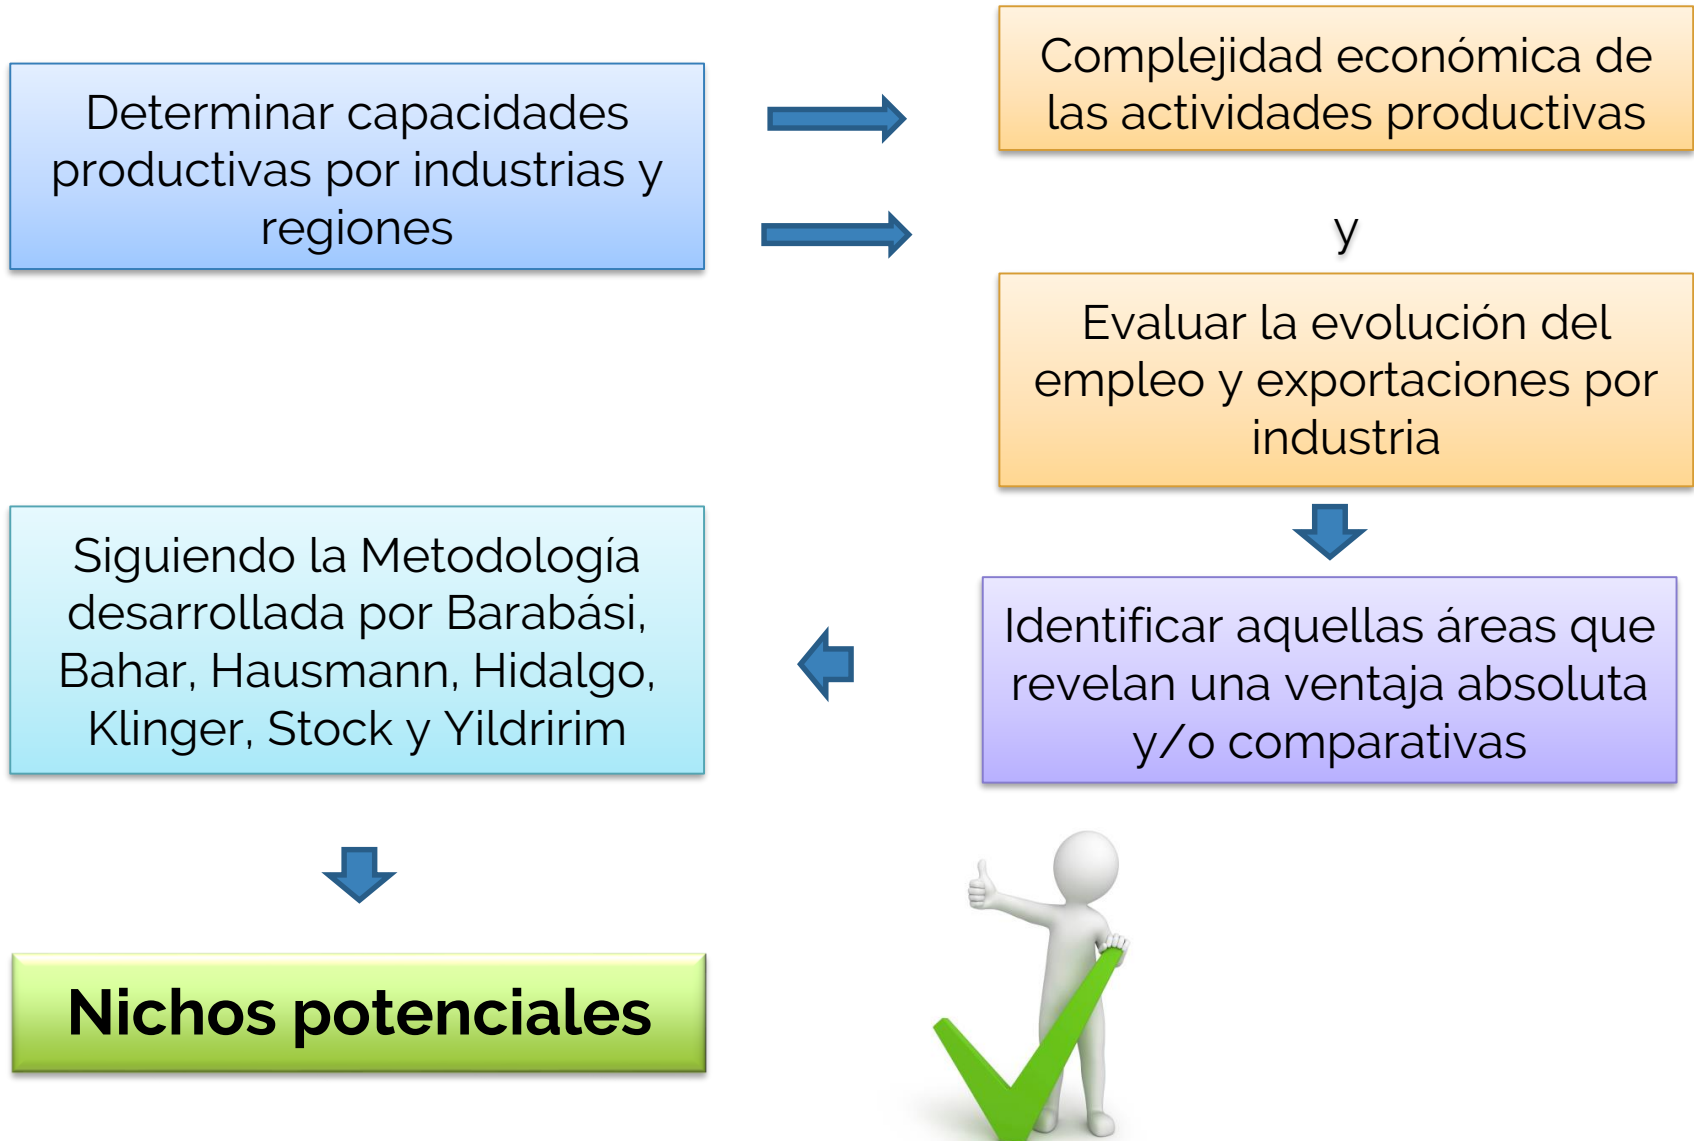 Determinar capacidades
productivas por industrias y
regiones
Complejidad económica de
las actividades productivas
y
Evaluar la evolución del
empleo y exportaciones por
industria
Identificar aquellas áreas que
revelan una ventaja absoluta
y/o comparativas
Siguiendo la Metodología
desarrollada por Barabási,
Bahar, Hausmann, Hidalgo,
Klinger, Stock y Yildririm
Nichos potenciales